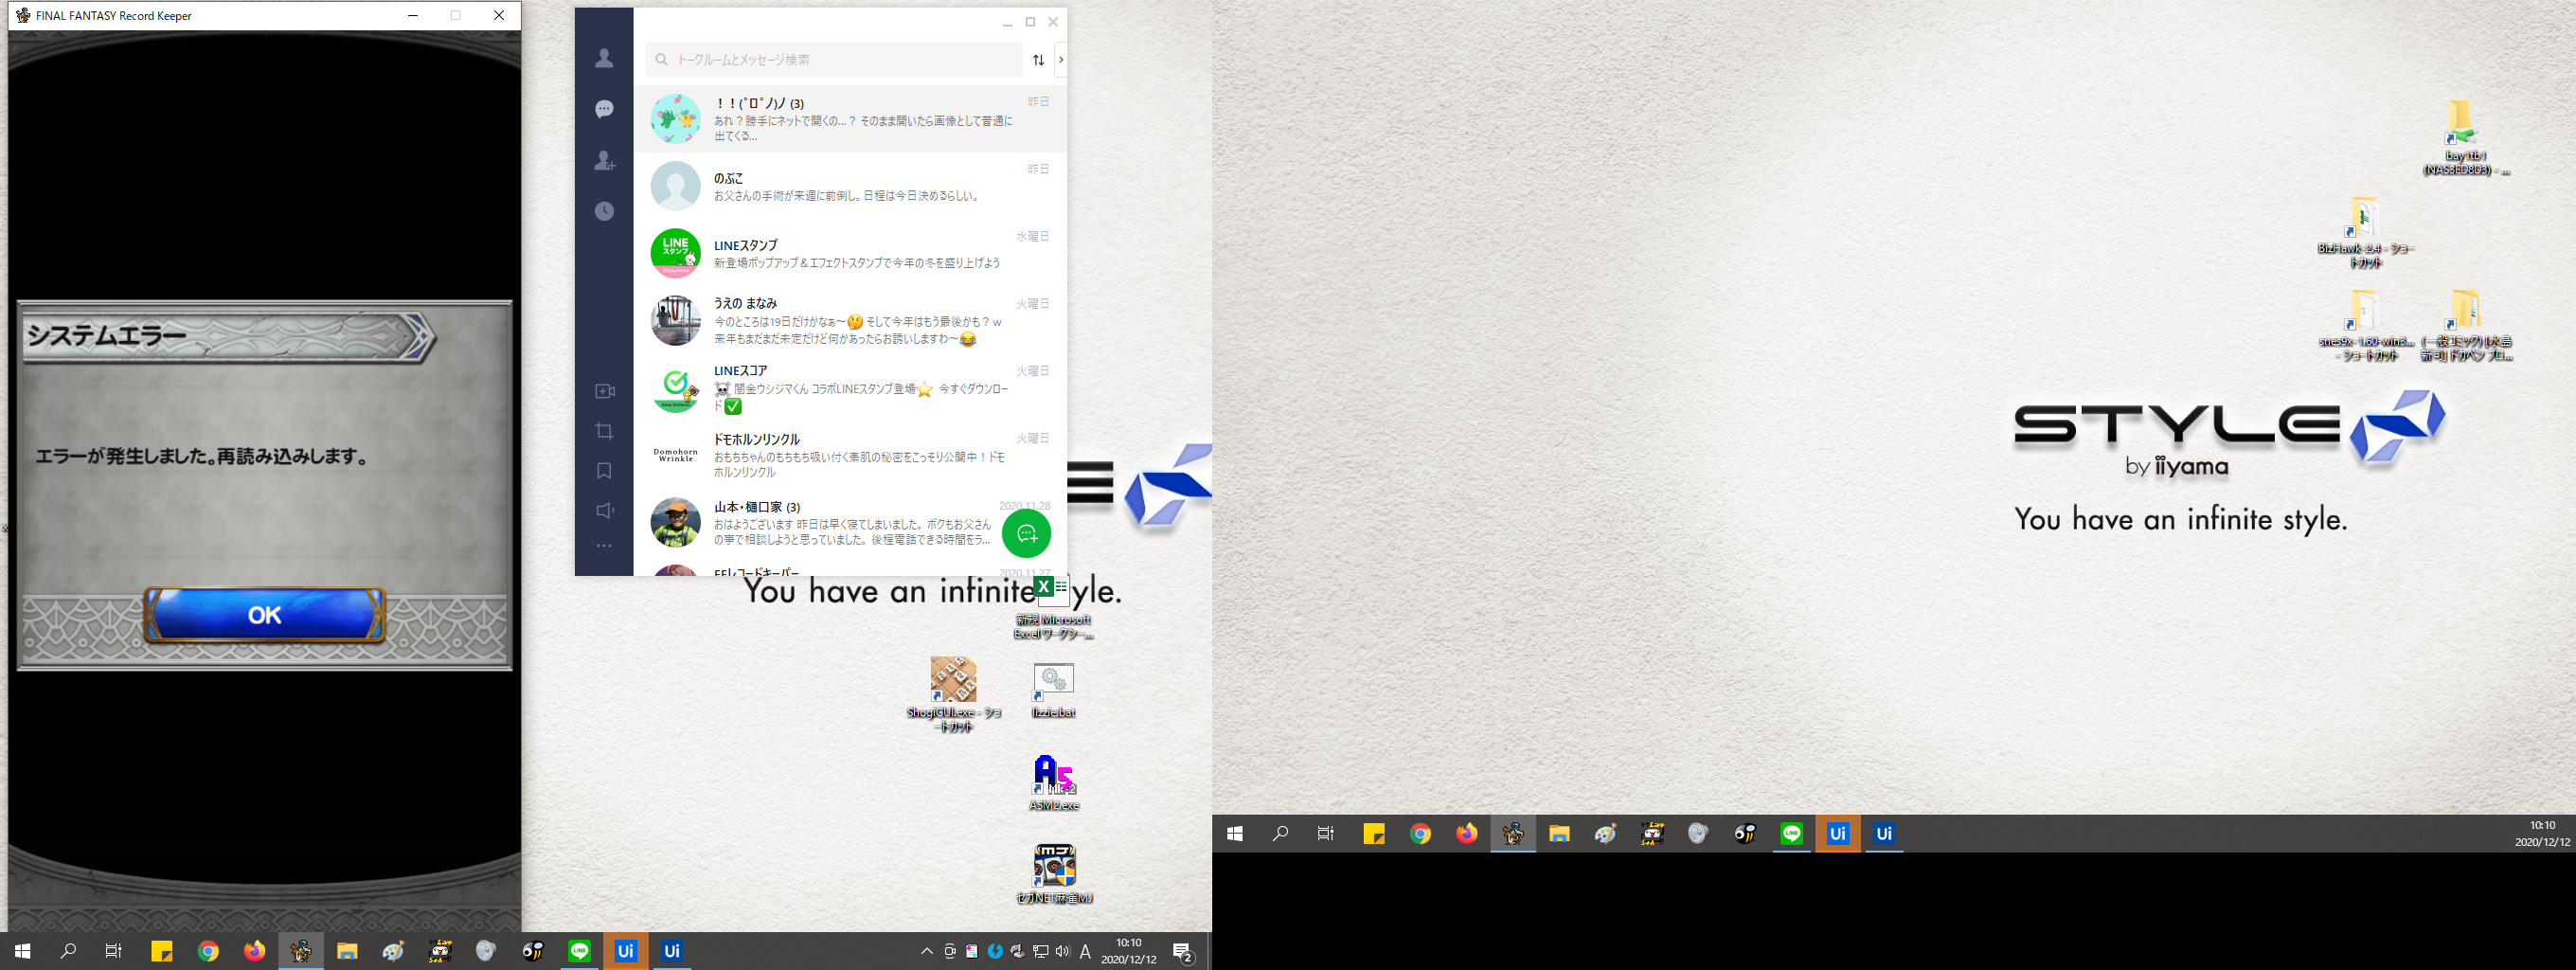 FINAL FANTASY Record Keeper
システムエラー
エラーが発生しました。再読み込みします。
OK
トークルームとメッセージ検索
！！(ﾟロﾟノ)ノ (3)
昨日
あれ？勝手にネットで開くの...？ そのまま開いたら画像として普通に
出てくる...
のぶこ
昨日
お父さんの手術が来週に前倒し。日程は今日決めるらしい。
LINE
スタンプ
LINEスタンプ
水曜日
新登場ポップアップ＆エフェクトスタンプで今年の冬を盛り上げよう
うえの まなみ
火曜日
今のところは19日だけかなぁ〜🤔 そして今年はもう最後かも？ｗ
来年もまだまだ未定だけど何かあったらお誘いしますわ〜😂
LINEスコア
火曜日
☠ 闇金ウシジマくん コラボLINEスタンプ登場⭐ 今すぐダウンロー
ド✅
Domohorn
Wrinkle
ドモホルンリンクル
火曜日
おもちちゃんのもちもち吸い付く素肌の秘密をこっそり公開中！ドモ
ホルンリンクル
山本・樋口家 (3)
2020.11.28
おはようございます 昨日は早く寝てしまいました。ボクもお父さん
の事で相談しようと思っていました。後程電話できる時間をラ...
FFレコードキーパー
2020.11.27
You have an infinite style.
新規 Microsoft
Excel ワークシー...
ShogiGUI.exe - ショ
ートカット
lizzie.bat
A5
A5M2.exe
MJ
セガNET麻雀MJ
Ui
Ui
A
10:10
2020/12/12
2
bay1tb1
(NAS3ED8D3) - ...
BizHawk-2.4 - ショー
トカット
snes9x-1.60-win3...
- ショートカット
(一般コミック) [水島
新司] ドカベン プロ...
STYLE
by iiyama
You have an infinite style.
Ui
Ui
10:10
2020/12/12